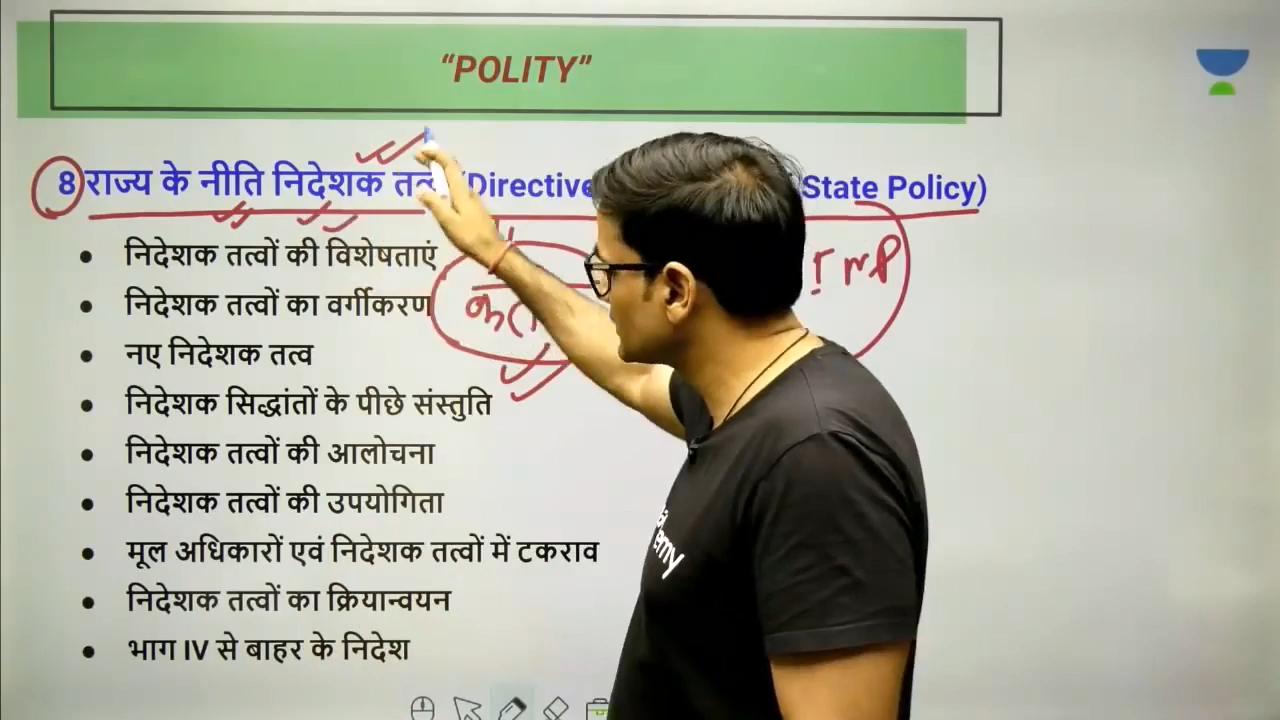 “POLITY”
8 राज्य के नीति निदेशक (Directive State Policy)
निदेशक तत्वों की विशेषताएं
निदेशक तत्वों का वर्गीकरण
नए निदेशक तत्व
निदेशक सिद्धांतों के पीछे संस्तुति
निदेशक तत्वों की आलोचना
निदेशक तत्वों की उपयोगिता
मूल अधिकारों एवं निदेशक तत्वों में टकराव
निदेशक तत्वों का क्रियान्वयन
भाग IV से बाहर के निदेश